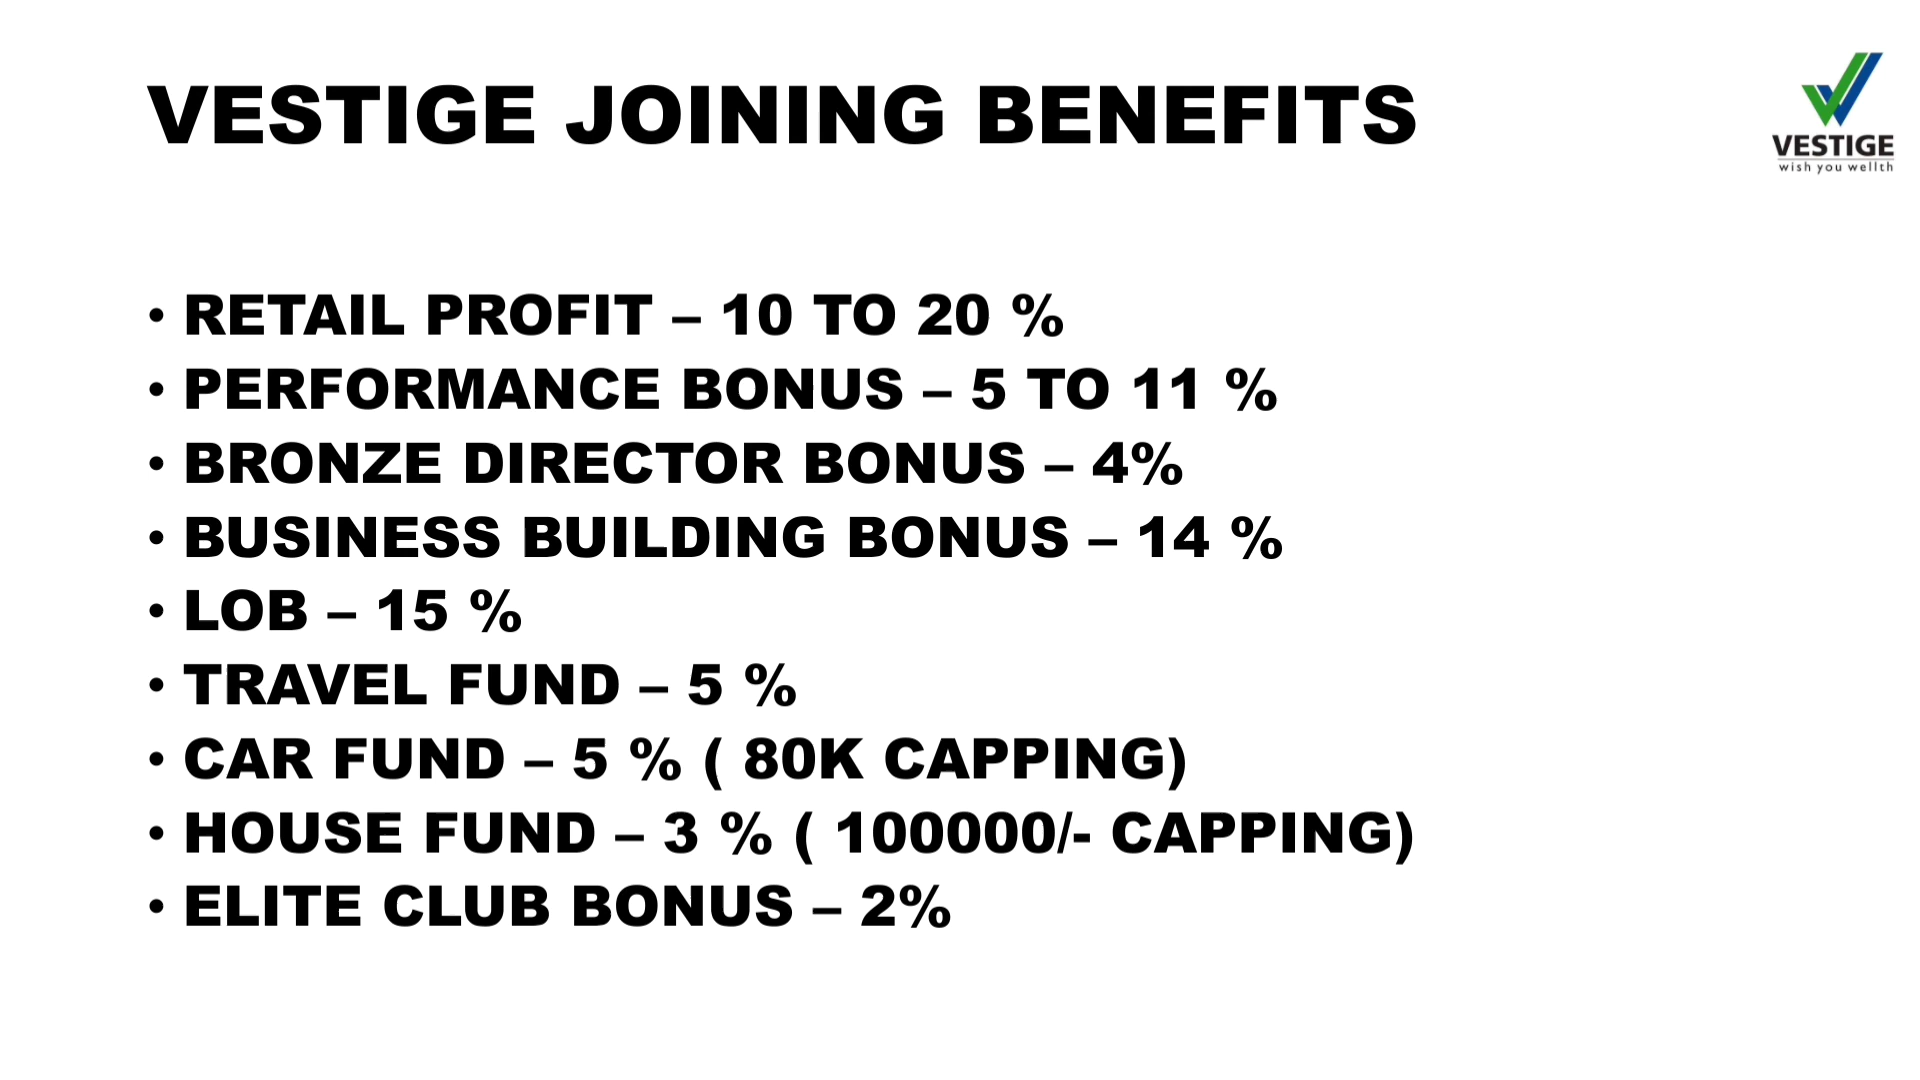 VESTIGE JOINING BENEFITS
VESTIGE
wish you wellth
• RETAIL PROFIT – 10 TO 20 %
• PERFORMANCE BONUS – 5 TO 11 %
• BRONZE DIRECTOR BONUS – 4%
• BUSINESS BUILDING BONUS – 14 %
• LOB – 15 %
• TRAVEL FUND – 5 %
• CAR FUND – 5 % ( 80K CAPPING)
• HOUSE FUND – 3 % ( 100000/- CAPPING)
• ELITE CLUB BONUS – 2%